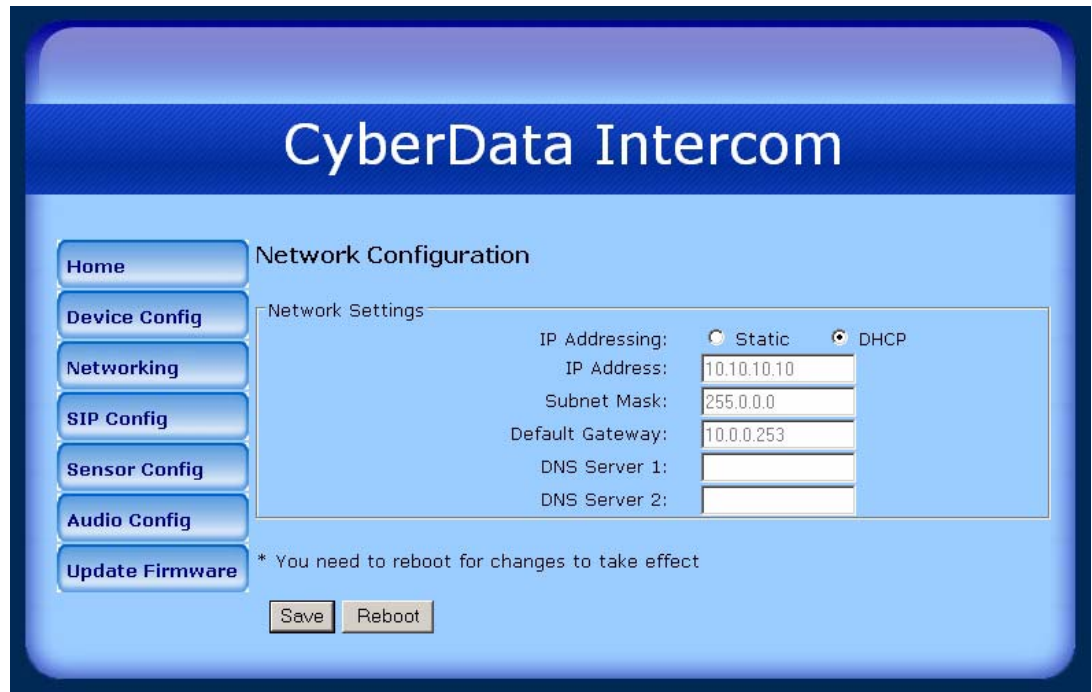 CyberData Intercom
Home
Device Config
Networking
SIP Config
Sensor Config
Audio Config
Update Firmware
Network Configuration
Network Settings
IP Addressing: Static DHCP
IP Address: 10.10.10.10
Subnet Mask: 255.0.0.0
Default Gateway: 10.0.0.253
DNS Server 1:
DNS Server 2:
* You need to reboot for changes to take effect
Save Reboot